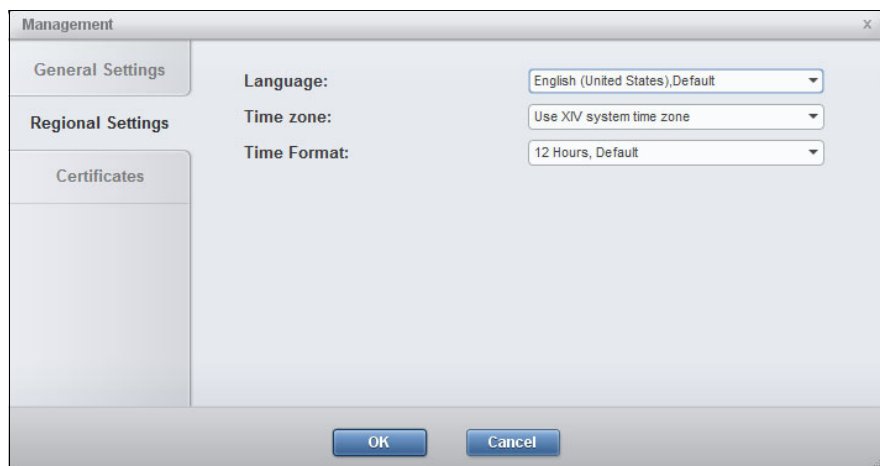 Management
x
General Settings
Regional Settings
Certificates
Language: English (United States),Default
Time zone: Use XIV system time zone
Time Format: 12 Hours, Default
OK Cancel